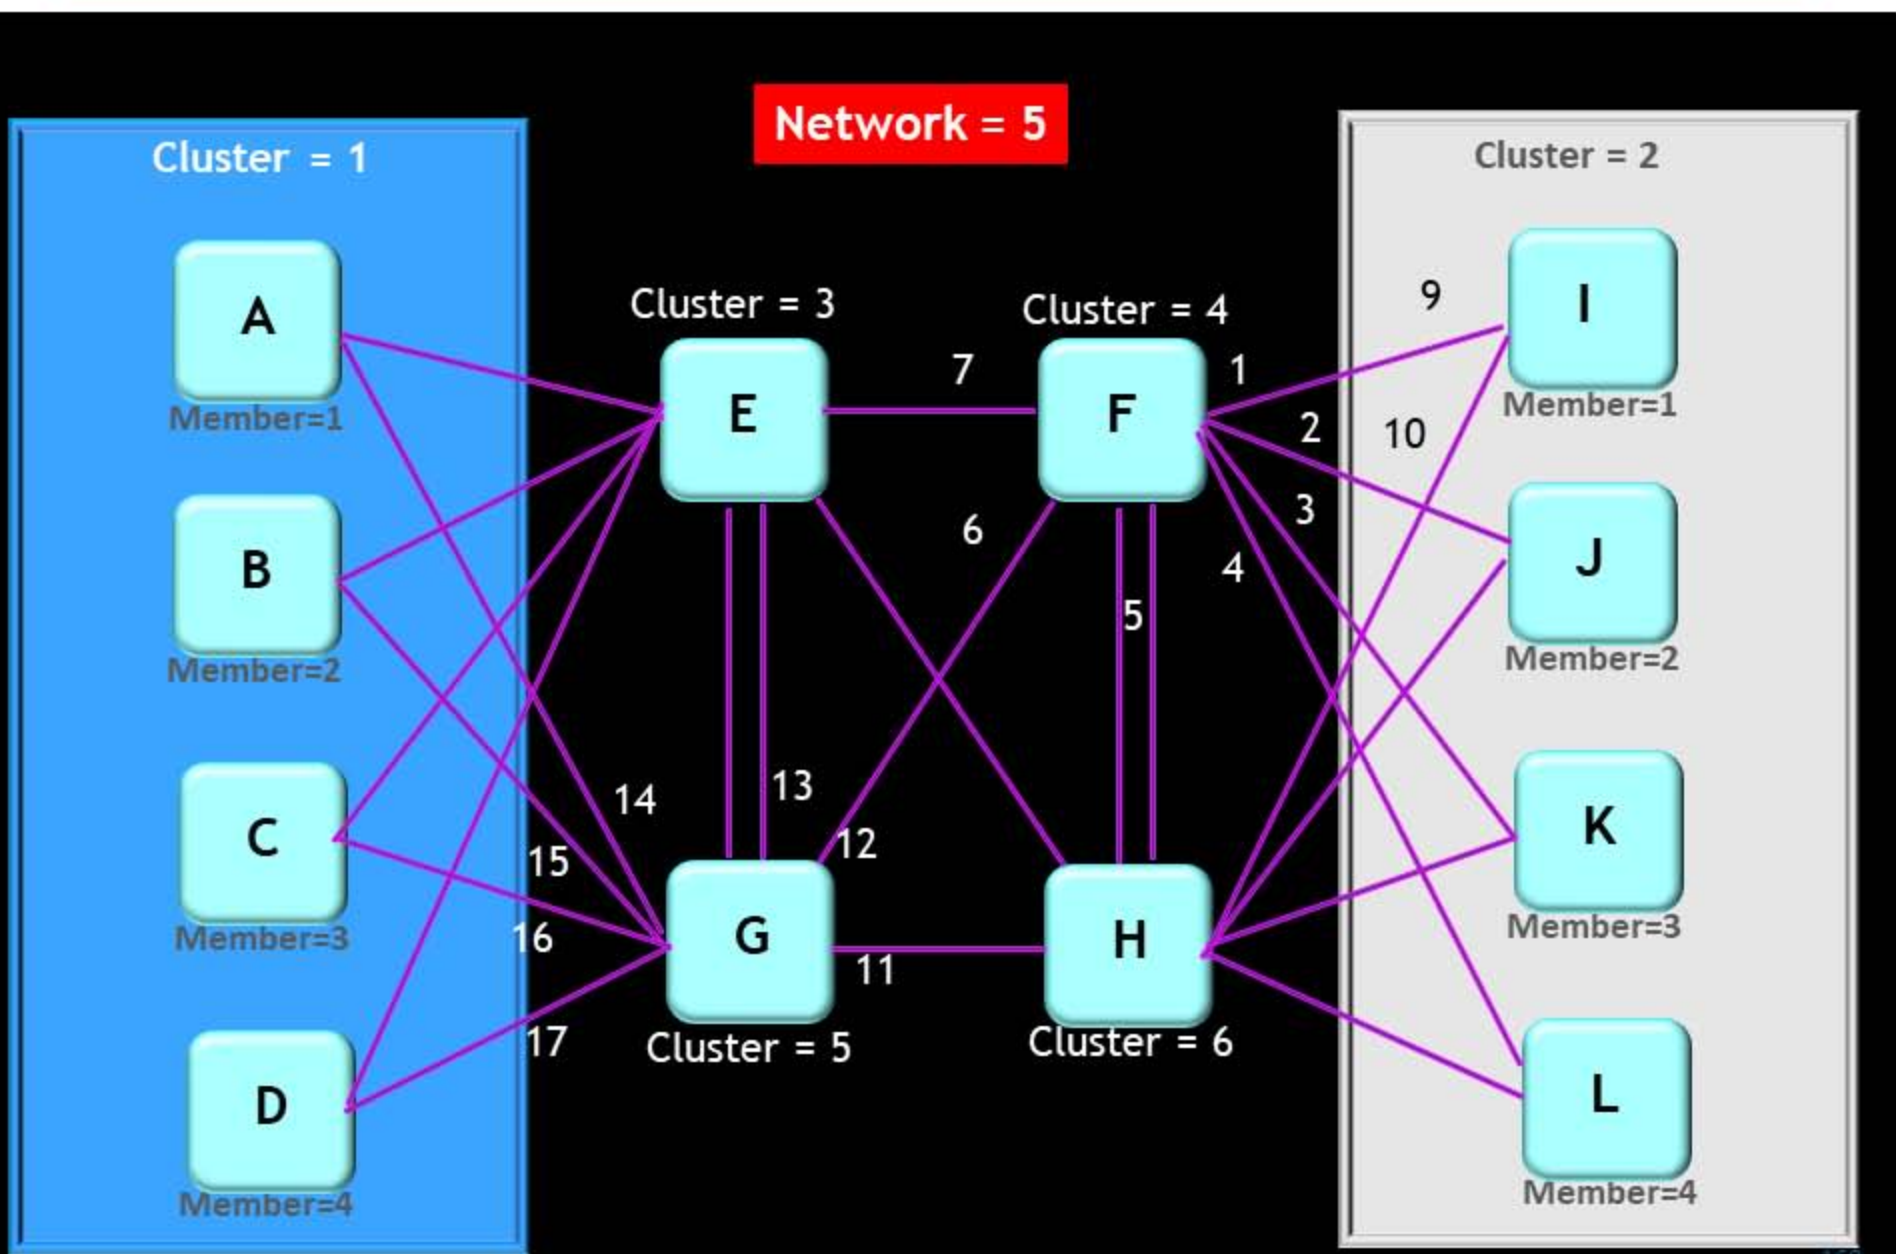 Network = 5
Cluster = 1
Cluster = 2
A
Member=1
B
Member=2
C
Member=3
D
Member=4
Cluster = 3
E
Cluster = 4
F
7
6
5
1
2
3
4
13
12
14
15
16
17
G
Cluster = 5
11
H
Cluster = 6
9
10
I
Member=1
J
Member=2
K
Member=3
L
Member=4